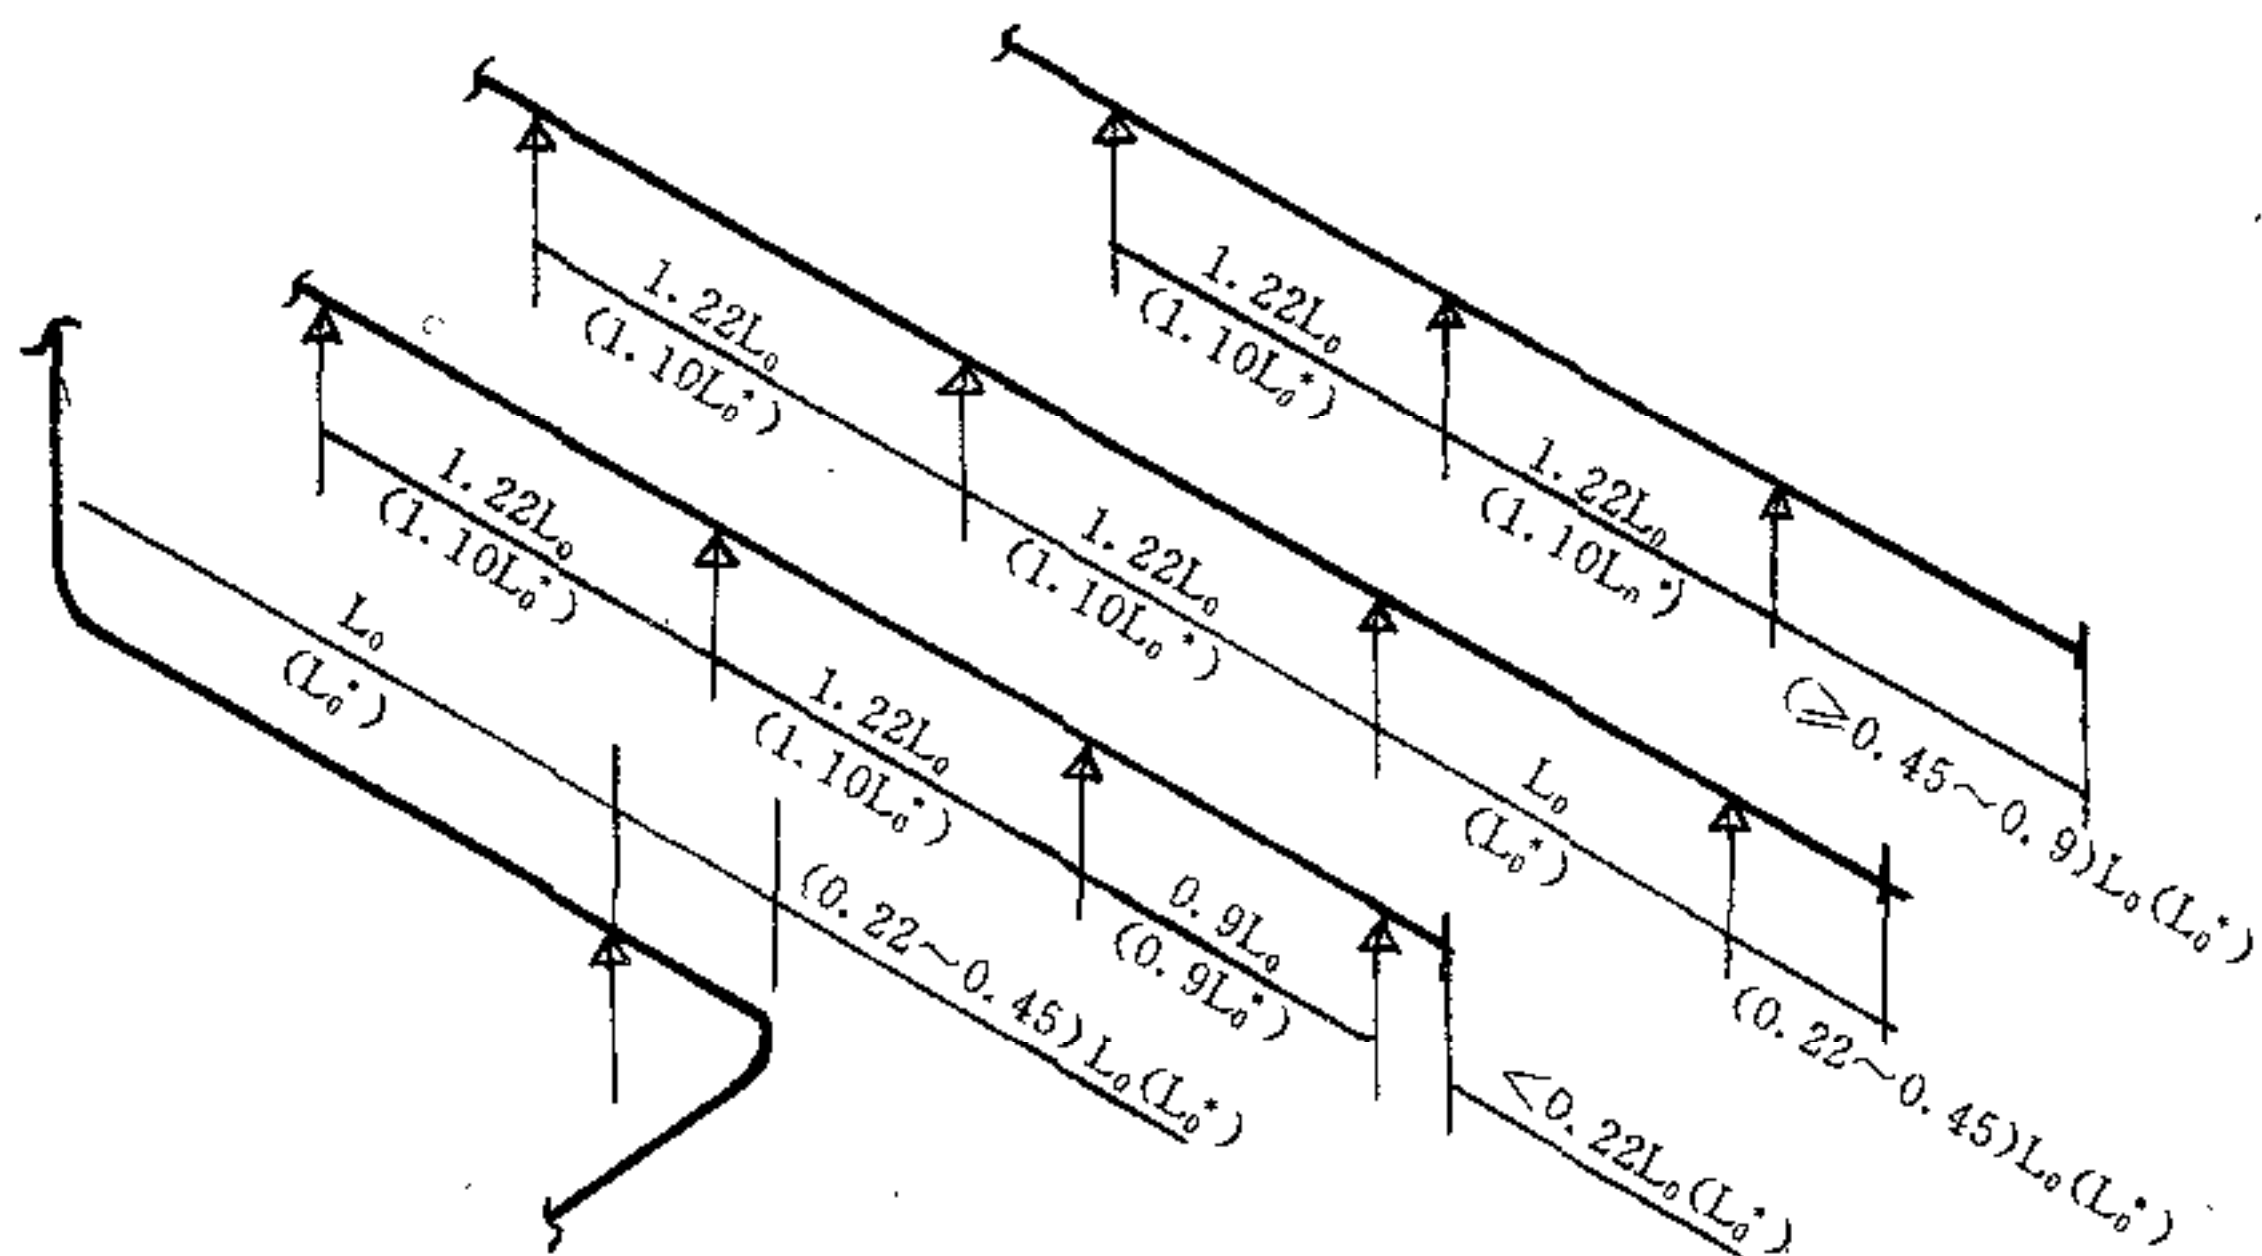 1.22L₀
(1.10L₀*)
1.22L₀
(1.10L₀*)
(≥0.45～0.9)L₀(L₀*)
1.22L₀
(1.10L₀*)
1.22L₀
(1.10L₀*)
L₀
(L₀*)
(0.22～0.45)L₀(L₀*)
1.22L₀
(1.10L₀*)
1.22L₀
(1.10L₀*)
0.9L₀
(0.9L₀*)
<0.22L₀(L₀*)
L₀
(L₀*)
(0.22～0.45)L₀(L₀*)